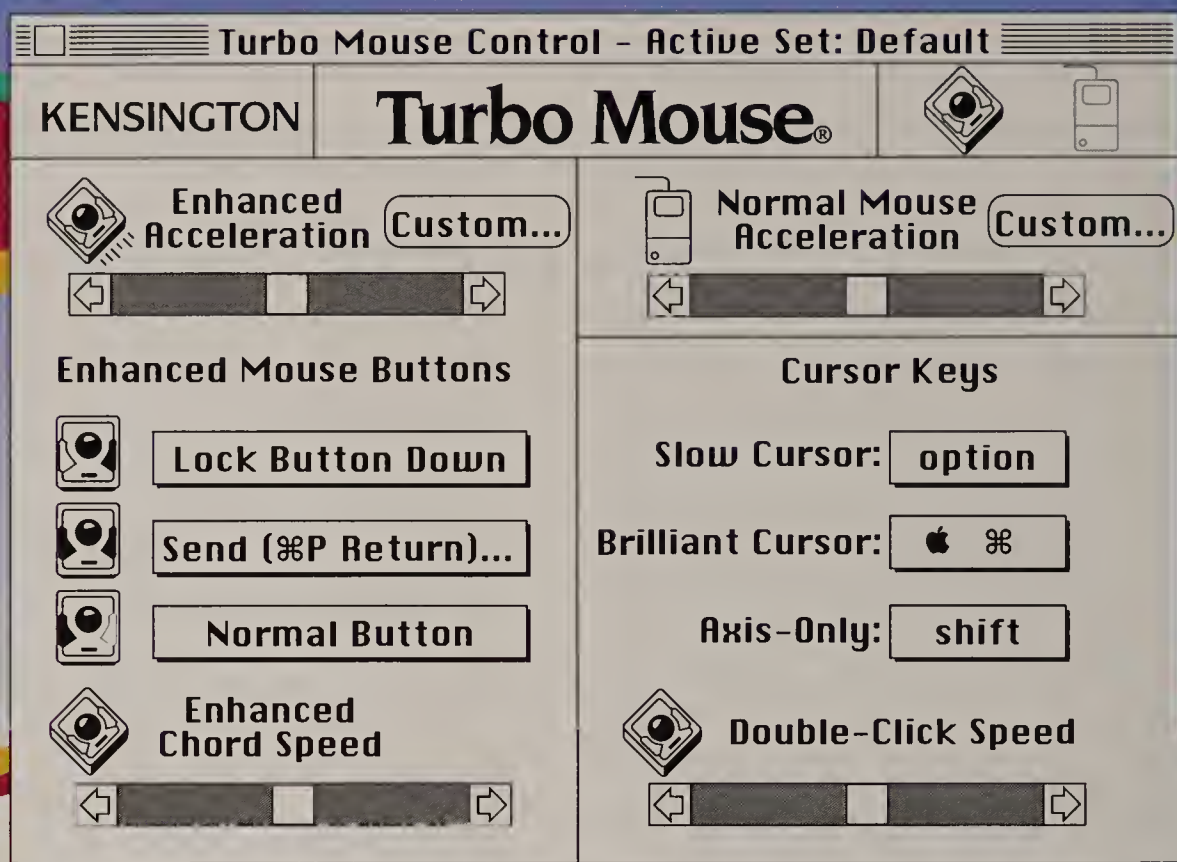 Turbo Mouse Control – Active Set: Default
KENSINGTON
Turbo Mouse®
Enhanced
Acceleration
Custom...
Normal Mouse
Acceleration
Custom...
Enhanced Mouse Buttons
Lock Button Down
Send (⌘P Return)...
Normal Button
Enhanced
Chord Speed
Cursor Keys
Slow Cursor:
option
Brilliant Cursor:
 ⌘
Axis-Only:
shift
Double-Click Speed